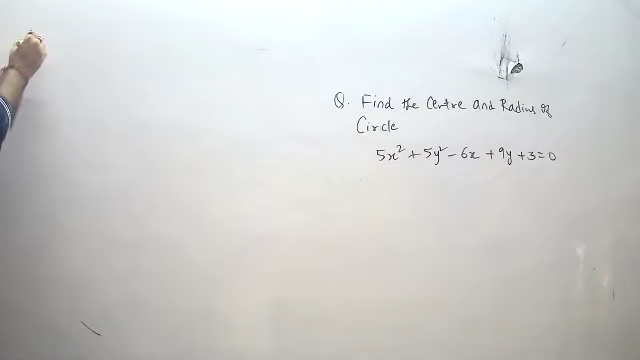 Q. Find the Centre and Radius of
Circle
5x² + 5y² - 6x + 9y + 3 = 0